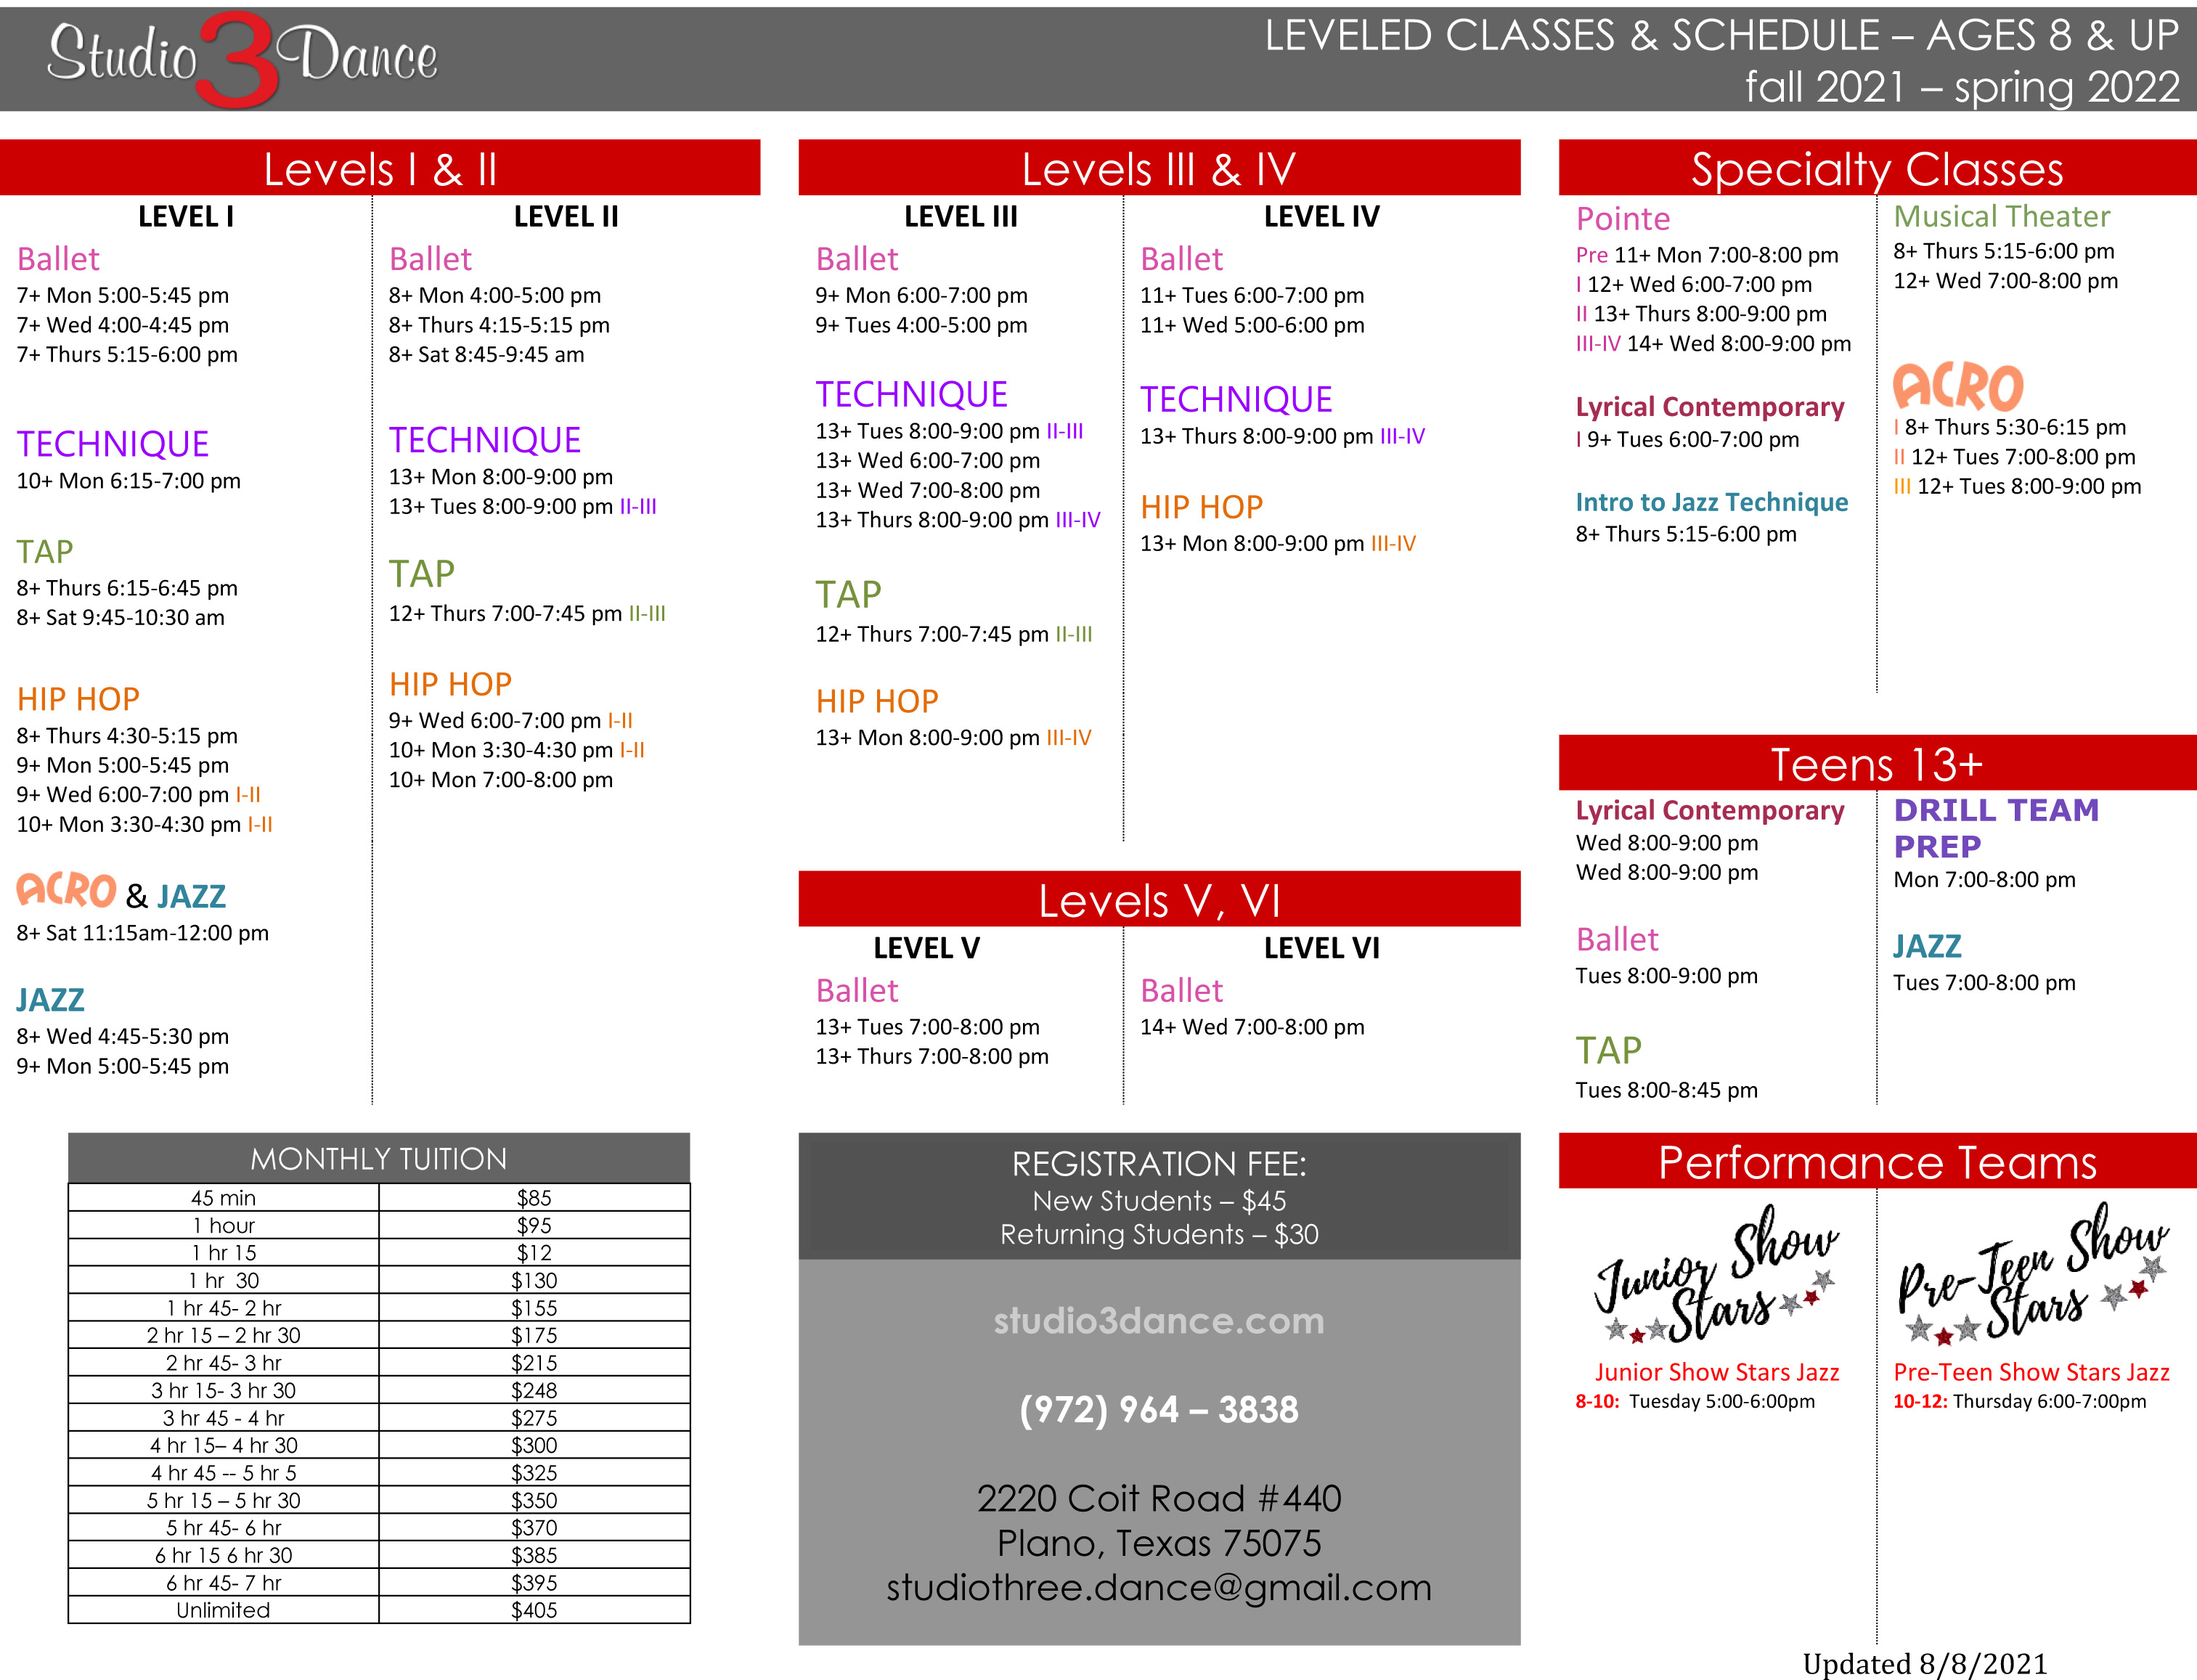 Studio 3 Dance
LEVELED CLASSES & SCHEDULE – AGES 8 & UP
fall 2021 – spring 2022
Levels I & II
LEVEL I
Ballet
7+ Mon 5:00-5:45 pm
7+ Wed 4:00-4:45 pm
7+ Thurs 5:15-6:00 pm
TECHNIQUE
10+ Mon 6:15-7:00 pm
TAP
8+ Thurs 6:15-6:45 pm
8+ Sat 9:45-10:30 am
HIP HOP
8+ Thurs 4:30-5:15 pm
9+ Mon 5:00-5:45 pm
9+ Wed 6:00-7:00 pm I-II
10+ Mon 3:30-4:30 pm I-II
ACRO & JAZZ
8+ Sat 11:15am-12:00 pm
JAZZ
8+ Wed 4:45-5:30 pm
9+ Mon 5:00-5:45 pm
LEVEL II
Ballet
8+ Mon 4:00-5:00 pm
8+ Thurs 4:15-5:15 pm
8+ Sat 8:45-9:45 am
TECHNIQUE
13+ Mon 8:00-9:00 pm
13+ Tues 8:00-9:00 pm II-III
TAP
12+ Thurs 7:00-7:45 pm II-III
HIP HOP
9+ Wed 6:00-7:00 pm I-II
10+ Mon 3:30-4:30 pm I-II
10+ Mon 7:00-8:00 pm
MONTHLY TUITION
45 min $85
1 hour $95
1 hr 15 $12
1 hr 30 $130
1 hr 45- 2 hr $155
2 hr 15 – 2 hr 30 $175
2 hr 45- 3 hr $215
3 hr 15- 3 hr 30 $248
3 hr 45 - 4 hr $275
4 hr 15– 4 hr 30 $300
4 hr 45 -- 5 hr 5 $325
5 hr 15 – 5 hr 30 $350
5 hr 45- 6 hr $370
6 hr 15 6 hr 30 $385
6 hr 45- 7 hr $395
Unlimited $405
Levels III & IV
LEVEL III
Ballet
9+ Mon 6:00-7:00 pm
9+ Tues 4:00-5:00 pm
TECHNIQUE
13+ Tues 8:00-9:00 pm II-III
13+ Wed 6:00-7:00 pm
13+ Wed 7:00-8:00 pm
13+ Thurs 8:00-9:00 pm III-IV
TAP
12+ Thurs 7:00-7:45 pm II-III
HIP HOP
13+ Mon 8:00-9:00 pm III-IV
LEVEL IV
Ballet
11+ Tues 6:00-7:00 pm
11+ Wed 5:00-6:00 pm
TECHNIQUE
13+ Thurs 8:00-9:00 pm III-IV
HIP HOP
13+ Mon 8:00-9:00 pm III-IV
Levels V, VI
LEVEL V
Ballet
13+ Tues 7:00-8:00 pm
13+ Thurs 7:00-8:00 pm
LEVEL VI
Ballet
14+ Wed 7:00-8:00 pm
REGISTRATION FEE:
New Students – $45
Returning Students – $30
studio3dance.com
(972) 964 – 3838
2220 Coit Road #440
Plano, Texas 75075
studiothree.dance@gmail.com
Specialty Classes
Pointe
Pre 11+ Mon 7:00-8:00 pm
I 12+ Wed 6:00-7:00 pm
II 13+ Thurs 8:00-9:00 pm
III-IV 14+ Wed 8:00-9:00 pm
Lyrical Contemporary
I 9+ Tues 6:00-7:00 pm
Intro to Jazz Technique
8+ Thurs 5:15-6:00 pm
Musical Theater
8+ Thurs 5:15-6:00 pm
12+ Wed 7:00-8:00 pm
ACRO
I 8+ Thurs 5:30-6:15 pm
II 12+ Tues 7:00-8:00 pm
III 12+ Tues 8:00-9:00 pm
Teens 13+
Lyrical Contemporary
Wed 8:00-9:00 pm
Wed 8:00-9:00 pm
Ballet
Tues 8:00-9:00 pm
TAP
Tues 8:00-8:45 pm
DRILL TEAM
PREP
Mon 7:00-8:00 pm
JAZZ
Tues 7:00-8:00 pm
Performance Teams
Junior Show
Stars
Junior Show Stars Jazz
8-10: Tuesday 5:00-6:00pm
Pre-Teen Show
Stars
Pre-Teen Show Stars Jazz
10-12: Thursday 6:00-7:00pm
Updated 8/8/2021